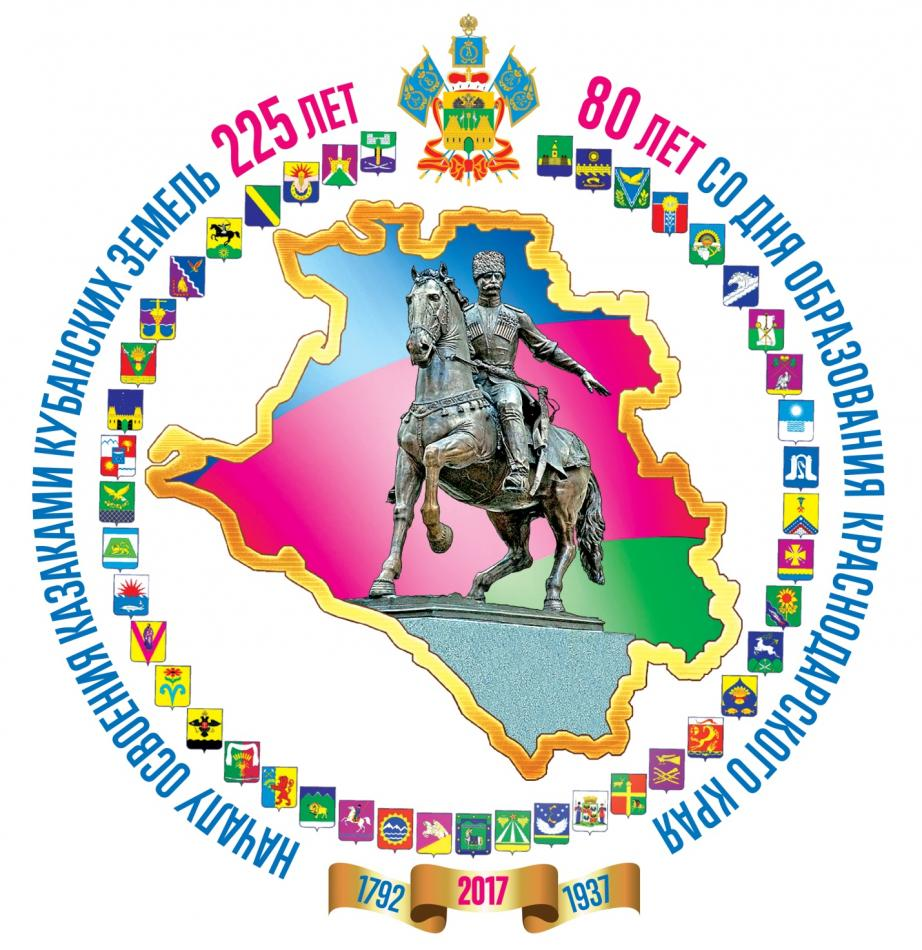 НАЧАЛУ ОСВОЕНИЯ КАЗАКАМИ КУБАНСКИХ ЗЕМЕЛЬ 225 ЛЕТ
80 ЛЕТ СО ДНЯ ОБРАЗОВАНИЯ КРАСНОДАРСКОГО КРАЯ
1792 2017 1937